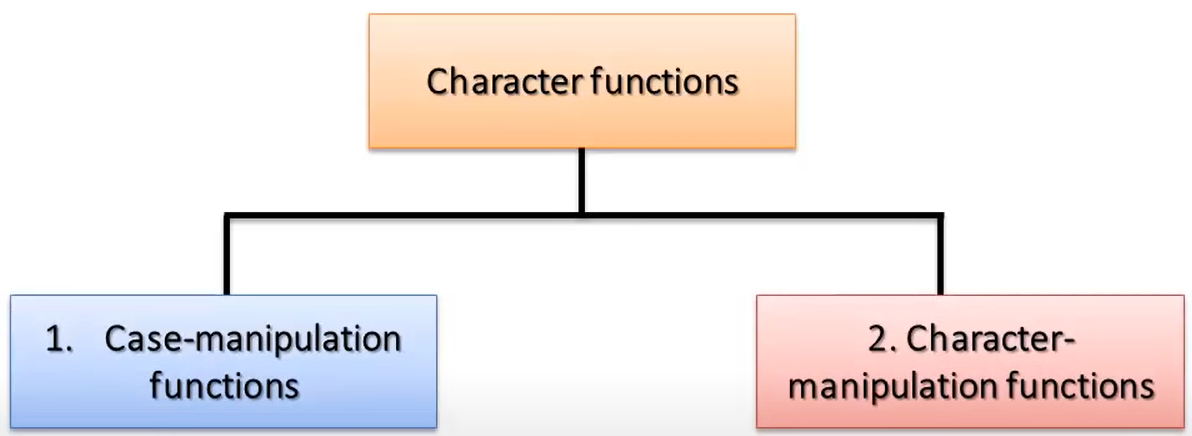 Character functions
1. Case-manipulation
functions
2. Character-
manipulation functions